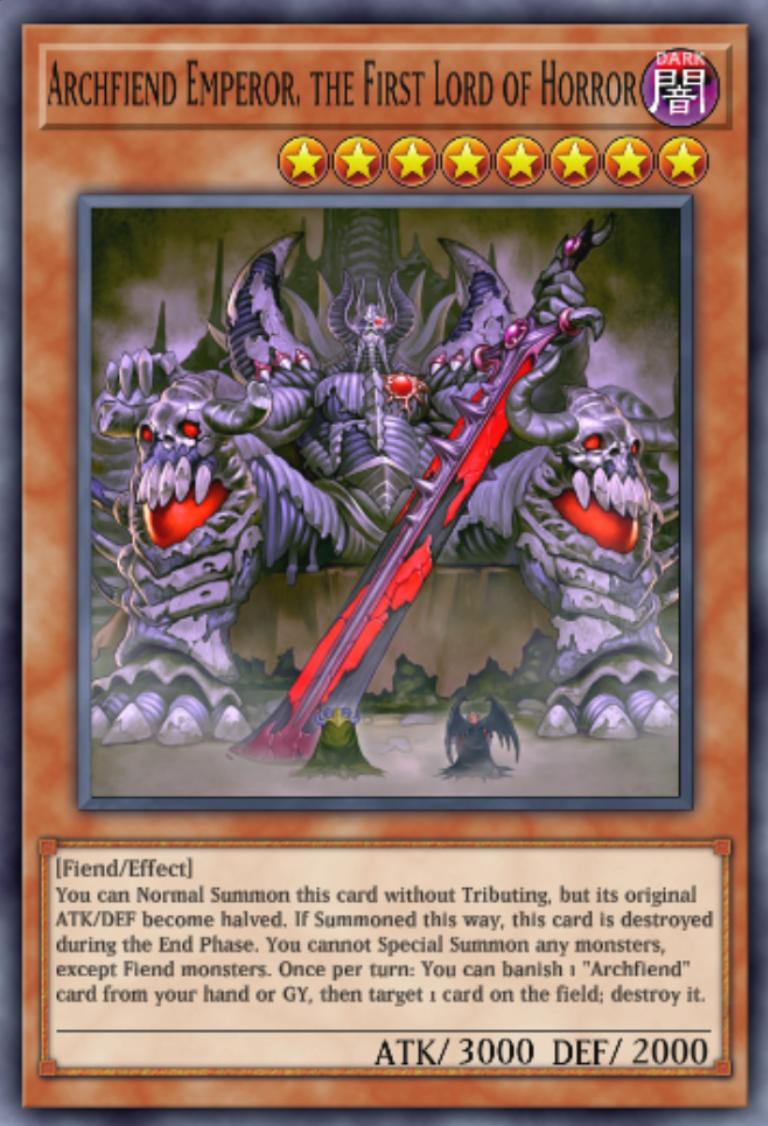 ARCHFIEND EMPEROR, THE FIRST LORD OF HORROR
DARK
闇
[Fiend/Effect]
You can Normal Summon this card without Tributing, but its original
ATK/DEF become halved. If Summoned this way, this card is destroyed
during the End Phase. You cannot Special Summon any monsters,
except Fiend monsters. Once per turn: You can banish 1 "Archfiend"
card from your hand or GY, then target 1 card on the field; destroy it.
ATK/ 3000 DEF/ 2000